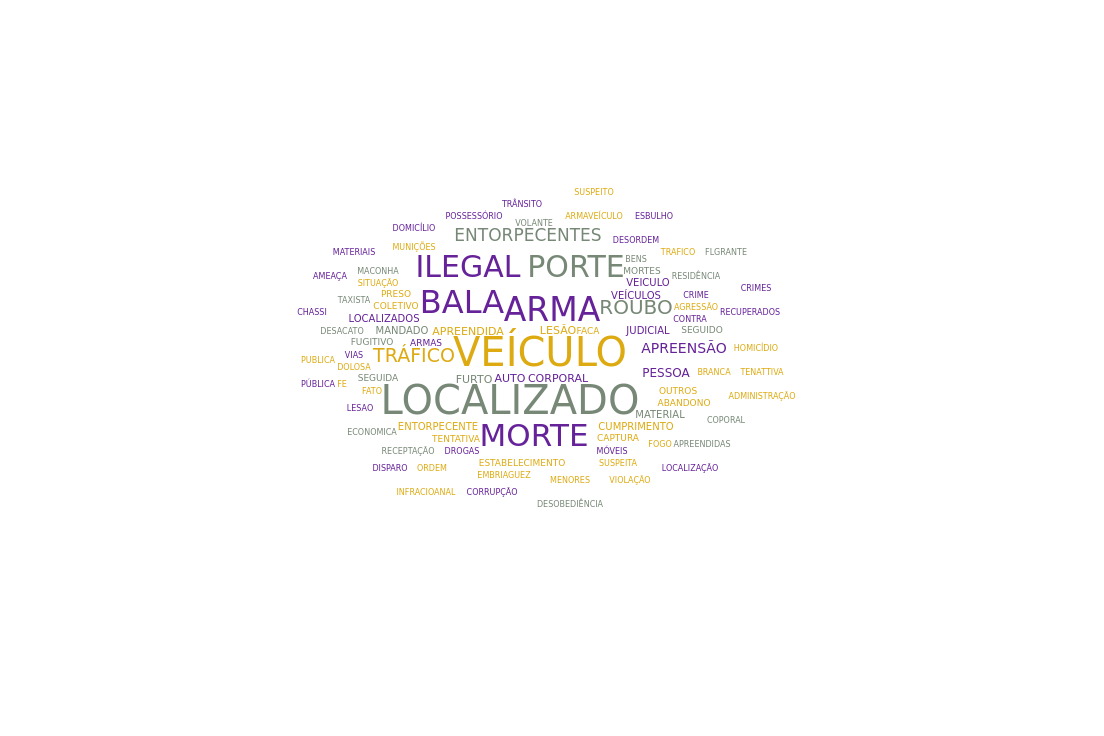 SUSPEITO
TRÂNSITO
POSSESSÓRIO ARMAVEÍCULO ESBULHO
VOLANTE
DOMICÍLIO ENTORPECENTES DESORDEM
MATERIAIS MUNIÇÕES TRAFICO FLGRANTE
BENS
AMEAÇA MACONHA ILEGAL PORTE MORTES RESIDÊNCIA
SITUAÇÃO VEICULO CRIMES
TAXISTA PRESO BALA ARMA VEÍCULOS CRIME
COLETIVO ROUBO AGRESSÃO
CHASSI LOCALIZADOS CONTRA RECUPERADOS
DESACATO MANDADO APREENDIDA LESÃO FACA JUDICIAL SEGUIDO
FUGITIVO ARMAS
PUBLICA VIAS TRÁFICO VEÍCULO APREENSÃO HOMICÍDIO
DOLOSA PESSOA BRANCA TENATTIVA
PÚBLICA FE SEGUIDA FURTO AUTO CORPORAL
FATO OUTROS ADMINISTRAÇÃO
LESAO LOCALIZADO ABANDONO
MATERIAL COPORAL
ECONOMICA ENTORPECENTE MORTE CUMPRIMENTO
TENTATIVA CAPTURA FOGO APREENDIDAS
RECEPTAÇÃO DROGAS MÓVEIS
DISPARO ORDEM ESTABELECIMENTO SUSPEITA LOCALIZAÇÃO
EMBRIAGUEZ MENORES VIOLAÇÃO
INFRACIOANAL CORRUPÇÃO
DESOBEDIÊNCIA